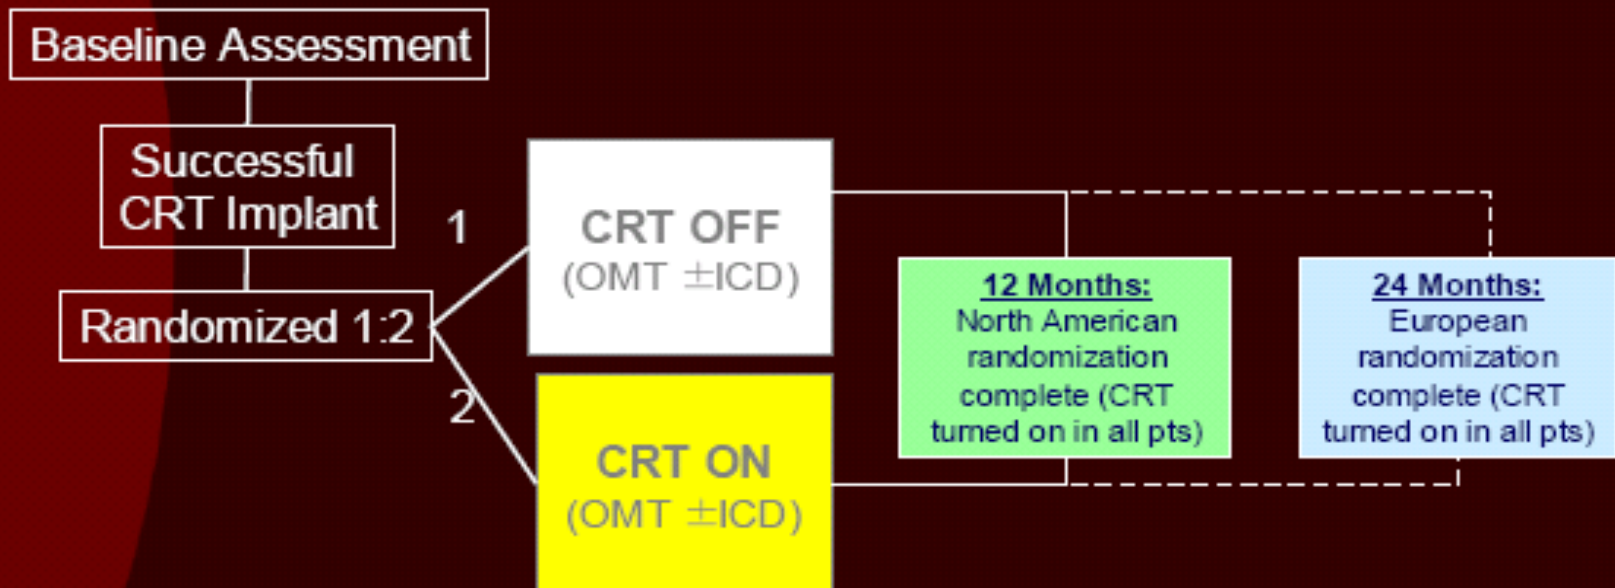 Baseline Assessment
Successful
CRT Implant
Randomized 1:2
1
2
CRT OFF
(OMT ±ICD)
CRT ON
(OMT ±ICD)
12 Months:
North American
randomization
complete (CRT
turned on in all pts)
24 Months:
European
randomization
complete (CRT
turned on in all pts)